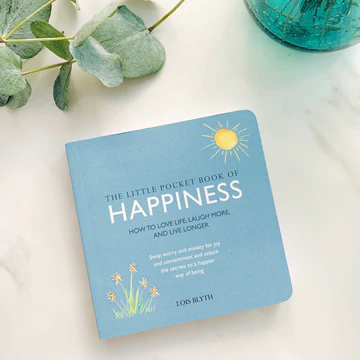 THE LITTLE POCKET BOOK OF
HAPPINESS
HOW TO LOVE LIFE, LAUGH MORE,
AND LIVE LONGER
Swap worry and anxiety for joy
and contentment and unlock
the secrets to a happier
way of being
LOIS BLYTH